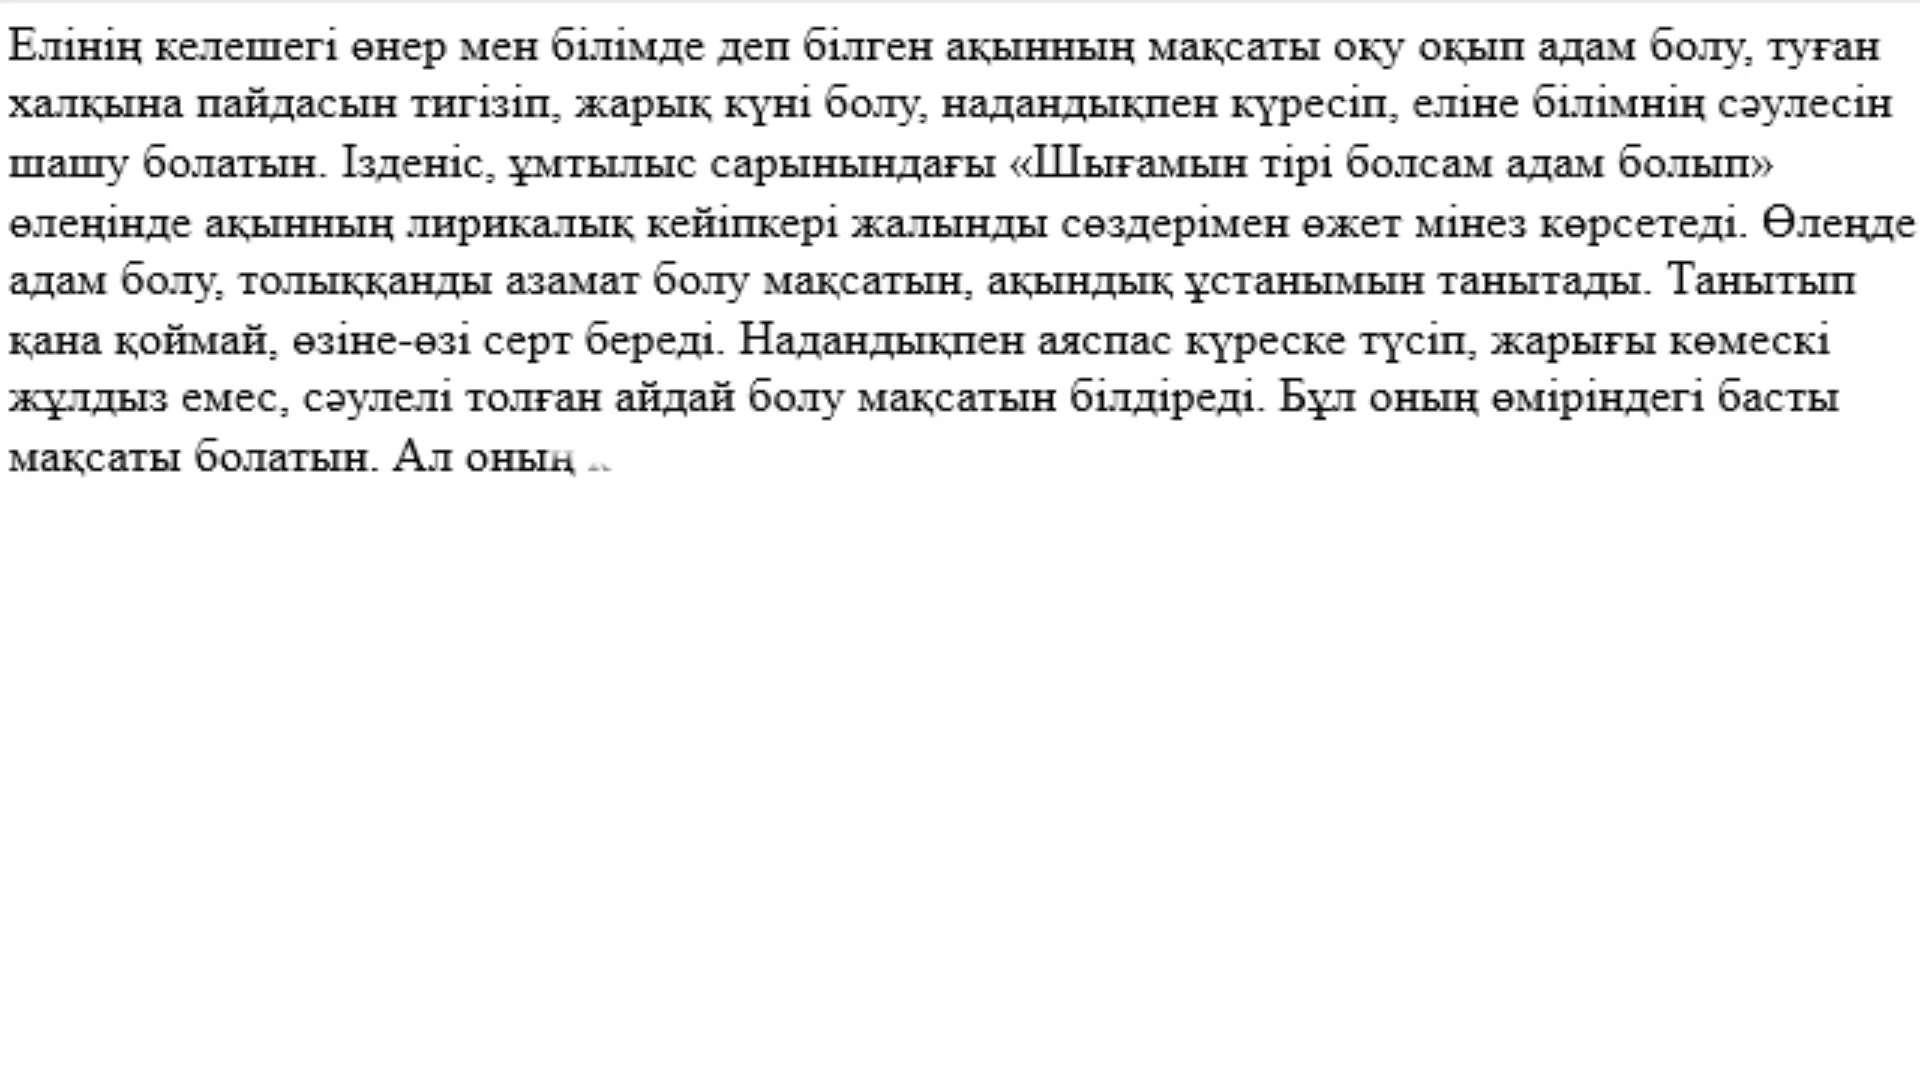 Елінің келешегі өнер мен білімде деп білген ақынның мақсаты оқу оқып адам болу, туған
халқына пайдасын тигізіп, жарық күні болу, надандықпен күресіп, еліне білімнің сәулесін
шашу болатын. Ізденіс, ұмтылыс сарынындағы «Шығамын тірі болсам адам болып»
өлеңінде ақынның лирикалық кейіпкері жалынды сөздерімен өжет мінез көрсетеді. Өлеңде
адам болу, толыққанды азамат болу мақсатын, ақындық ұстанымын танытады. Танытып
қана қоймай, өзіне-өзі серт береді. Надандықпен аяспас күреске түсіп, жарығы көмескі
жұлдыз емес, сәулелі толған айдай болу мақсатын білдіреді. Бұл оның өміріндегі басты
мақсаты болатын. Ал оның